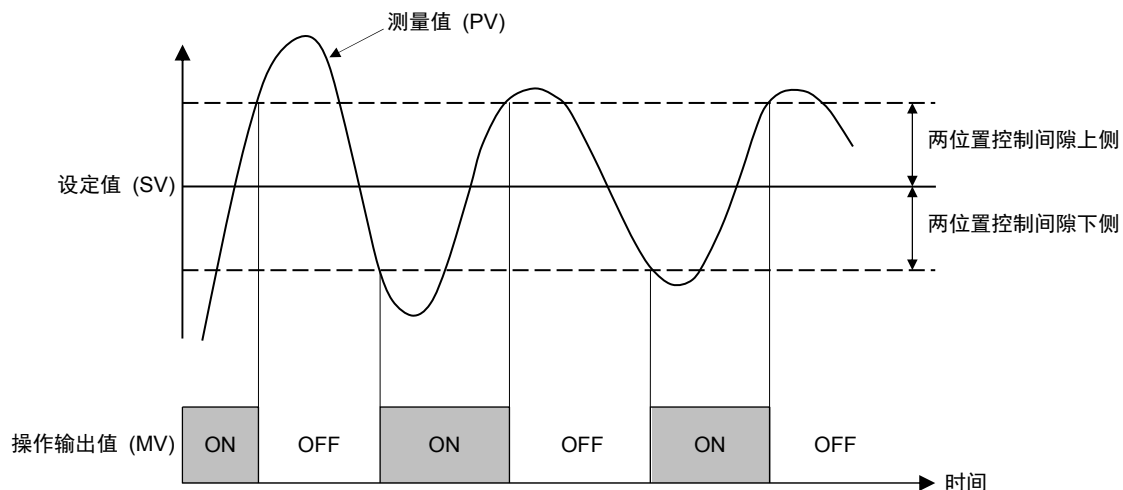 测量值 (PV)
两位置控制间隙上侧
设定值 (SV)
两位置控制间隙下侧
操作输出值 (MV)
ON
OFF
ON
OFF
ON
OFF
时间